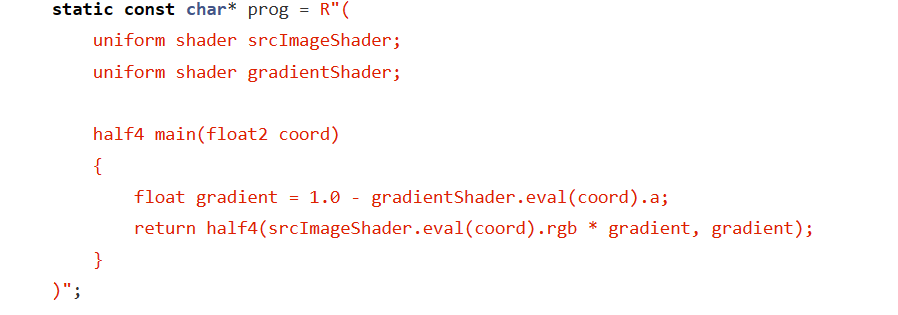 static const char* prog = R"(
    uniform shader srcImageShader;
    uniform shader gradientShader;

    half4 main(float2 coord)
    {
        float gradient = 1.0 - gradientShader.eval(coord).a;
        return half4(srcImageShader.eval(coord).rgb * gradient, gradient);
    }
)";